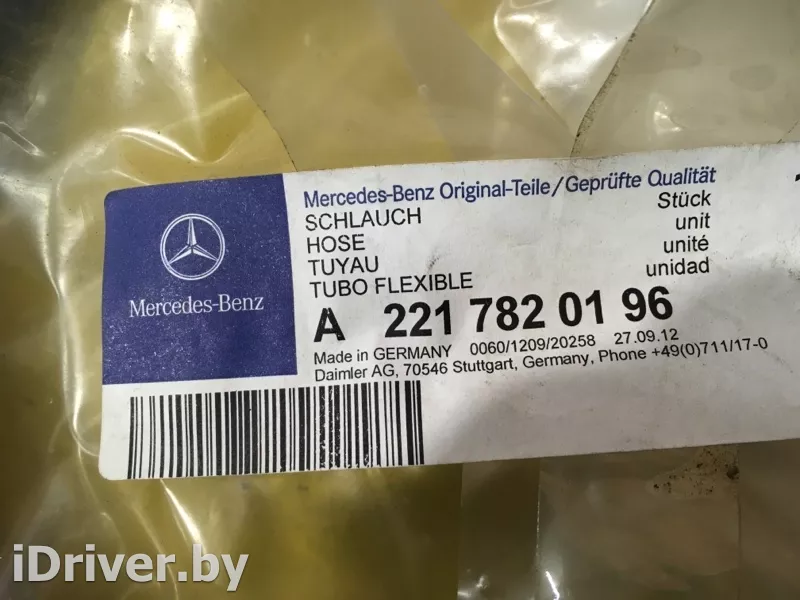 Mercedes-Benz Original-Teile/Geprüfte Qualität
SCHLAUCH Stück
HOSE unit
TUYAU unité
TUBO FLEXIBLE unidad
A 221 782 01 96
Made in GERMANY 0060/1209/20258 27.09.12
Daimler AG, 70546 Stuttgart, Germany, Phone +49(0)711/17-0
Mercedes-Benz
iDriver.by